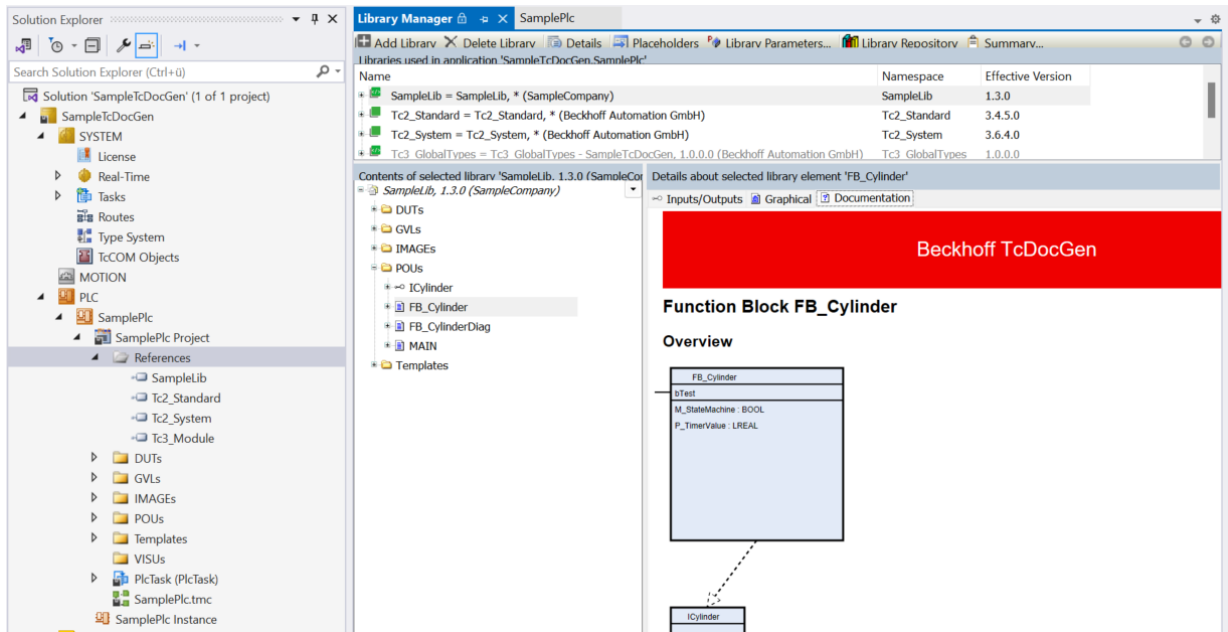 Solution Explorer
Search Solution Explorer (Ctrl+ü)
Solution 'SampleTcDocGen' (1 of 1 project)
SampleTcDocGen
SYSTEM
License
Real-Time
Tasks
Routes
Type System
TcCOM Objects
MOTION
PLC
SamplePlc
SamplePlc Project
References
SampleLib
Tc2_Standard
Tc2_System
Tc3_Module
DUTs
GVLs
IMAGEs
POUs
Templates
VISUs
PlcTask (PlcTask)
SamplePlc.tmc
SamplePlc Instance
Library Manager SamplePlc
Add Library Delete Library Details Placeholders Library Parameters... Library Repository Summary...
Libraries used in application 'SampleTcDocGen.SamplePlc'
Name Namespace Effective Version
SampleLib = SampleLib, * (SampleCompany) SampleLib 1.3.0
Tc2_Standard = Tc2_Standard, * (Beckhoff Automation GmbH) Tc2_Standard 3.4.5.0
Tc2_System = Tc2_System, * (Beckhoff Automation GmbH) Tc2_System 3.6.4.0
Tc3_GlobalTypes = Tc3_GlobalTypes - SampleTcDocGen, 1.0.0.0 (Beckhoff Automation GmbH) Tc3_GlobalTypes 1.0.0.0
Contents of selected library 'SampleLib, 1.3.0 (SampleCor
SampleLib, 1.3.0 (SampleCompany)
DUTs
GVLs
IMAGEs
POUs
ICylinder
FB_Cylinder
FB_CylinderDiag
MAIN
Templates
Details about selected library element 'FB_Cylinder'
Inputs/Outputs Graphical Documentation
Beckhoff TcDocGen
Function Block FB_Cylinder
Overview
FB_Cylinder
bTest
M_StateMachine : BOOL
P_TimerValue : LREAL
ICylinder